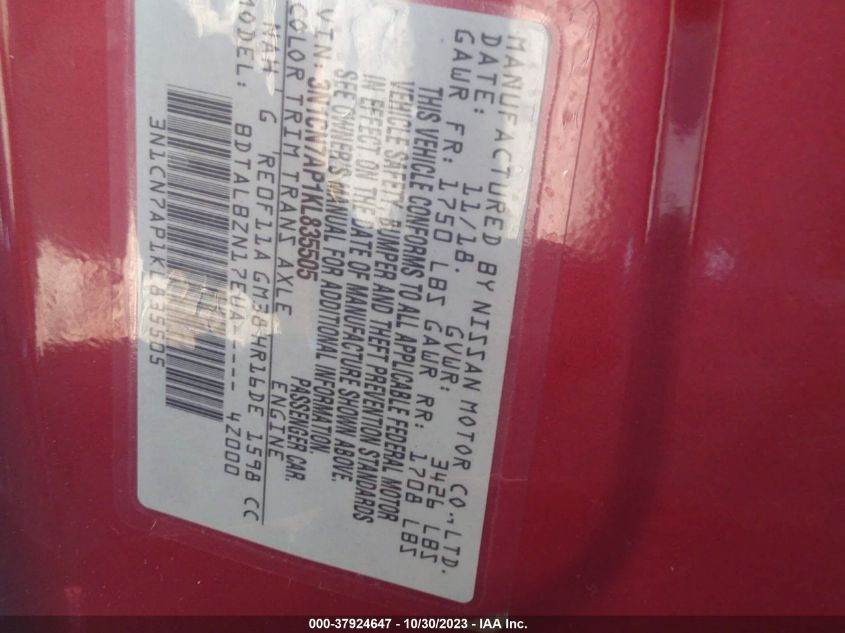 MANUFACTURED BY NISSAN MOTOR CO., LTD.
DATE: 11/18. GVWR: 3426 LBS
GAWR FR: 1750 LBS GAWR RR: 1708 LBS
THIS VEHICLE CONFORMS TO ALL APPLICABLE FEDERAL MOTOR
VEHICLE SAFETY BUMPER AND THEFT PREVENTION STANDARDS
IN EFFECT ON THE DATE OF MANUFACTURE SHOWN ABOVE.
SEE OWNER'S MANUAL FOR ADDITIONAL INFORMATION.
VIN: 3N1CN7AP1KL835505 PASSENGER CAR.
COLOR TRIM TRANS AXLE ENGINE
NAH G RE0F11A GM38 HR16DE 1598 CC
MODEL: BDTALBZN17EUA----- 4Z000
3N1CN7AP1KL835505
000-37924647 - 10/30/2023 - IAA Inc.